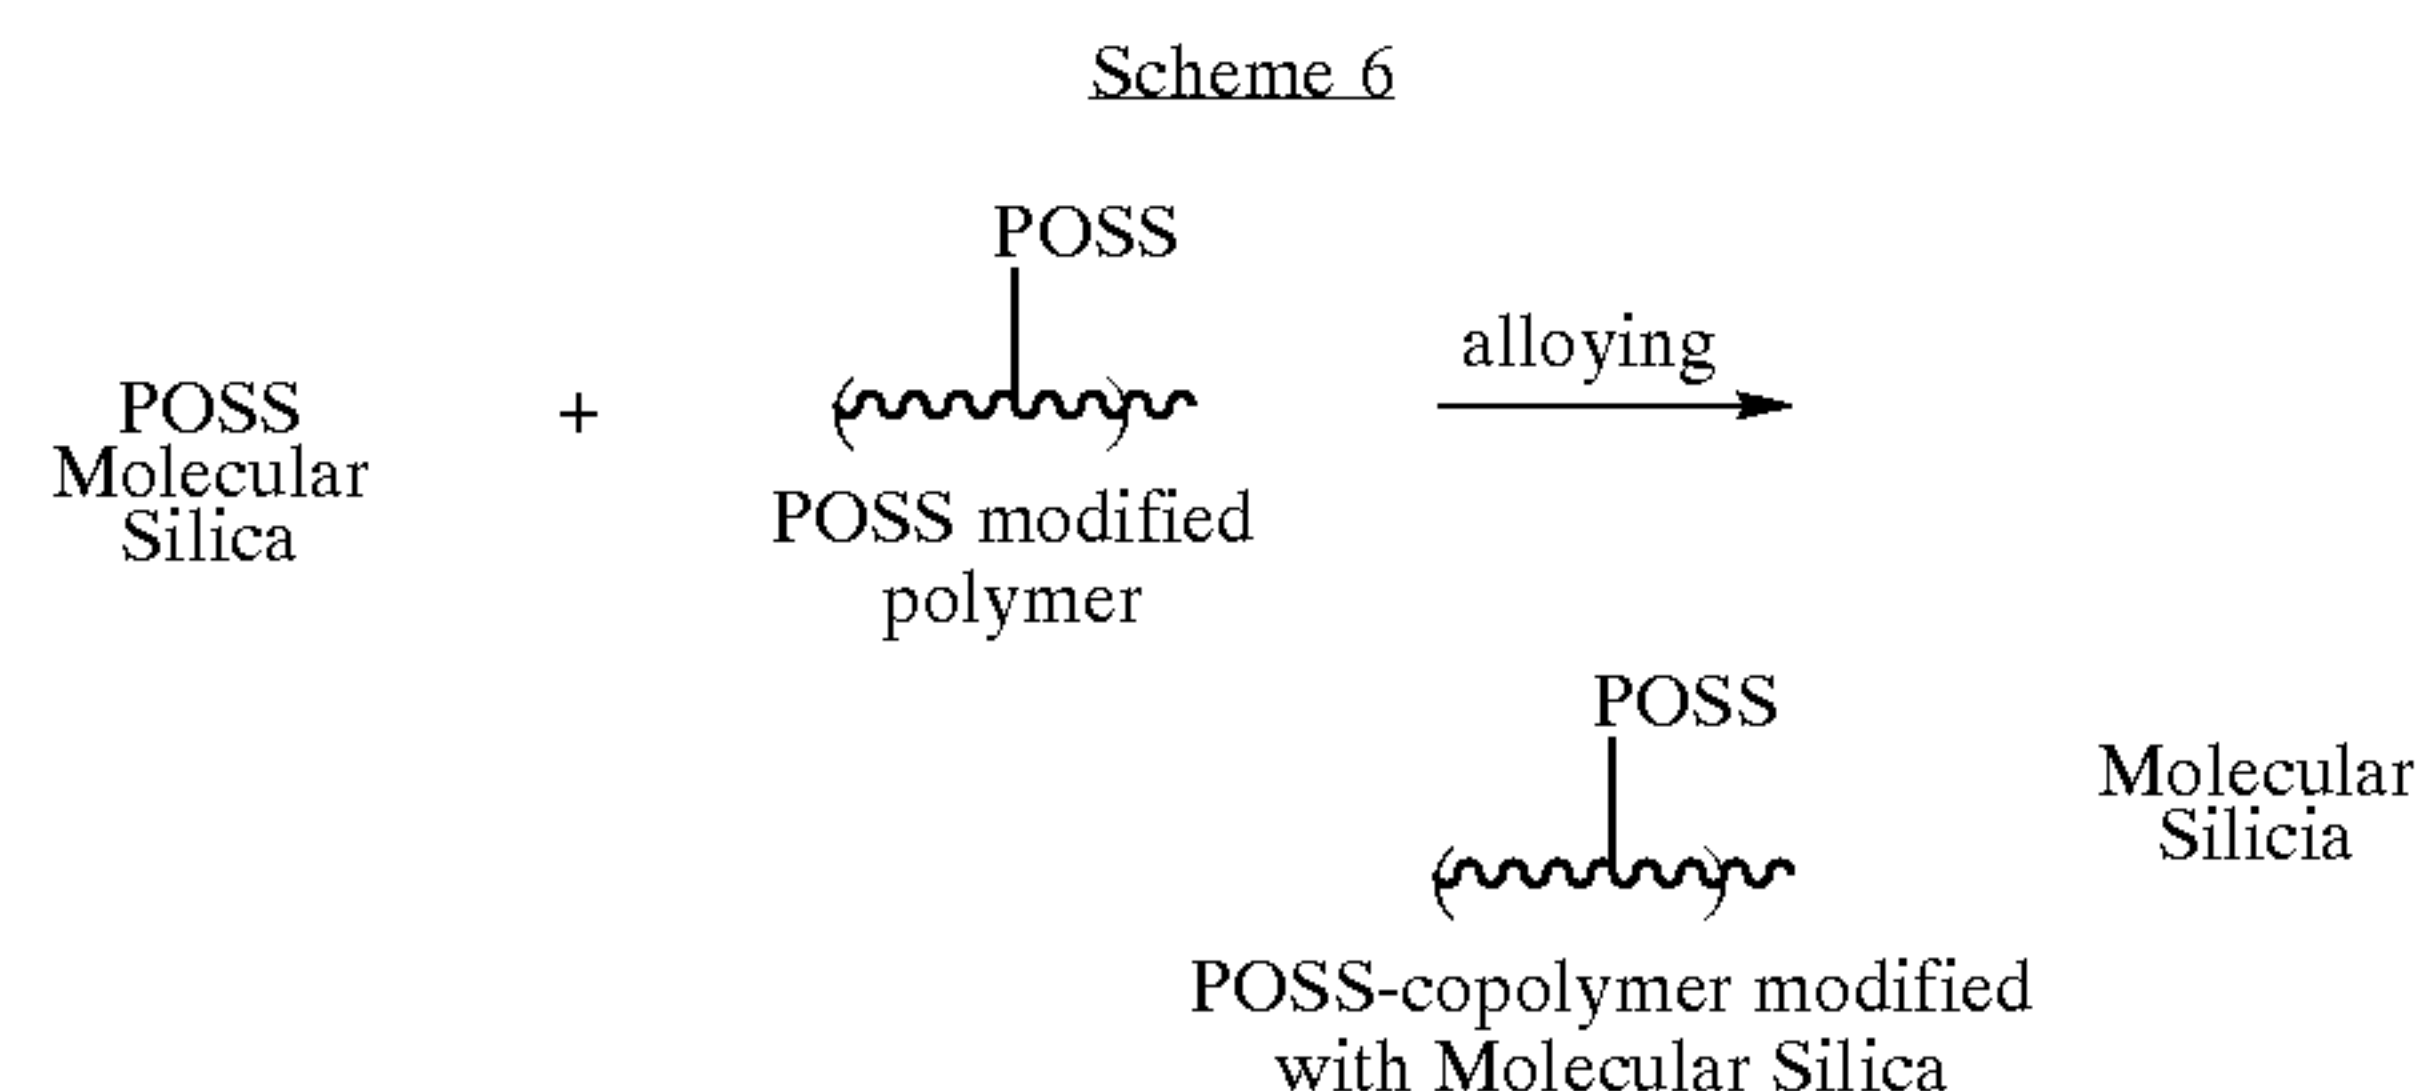 Scheme 6
POSS
alloying
POSS
Molecular
Silica
+
POSS modified
polymer
POSS
Molecular
Silicia
POSS-copolymer modified
with Molecular Silica